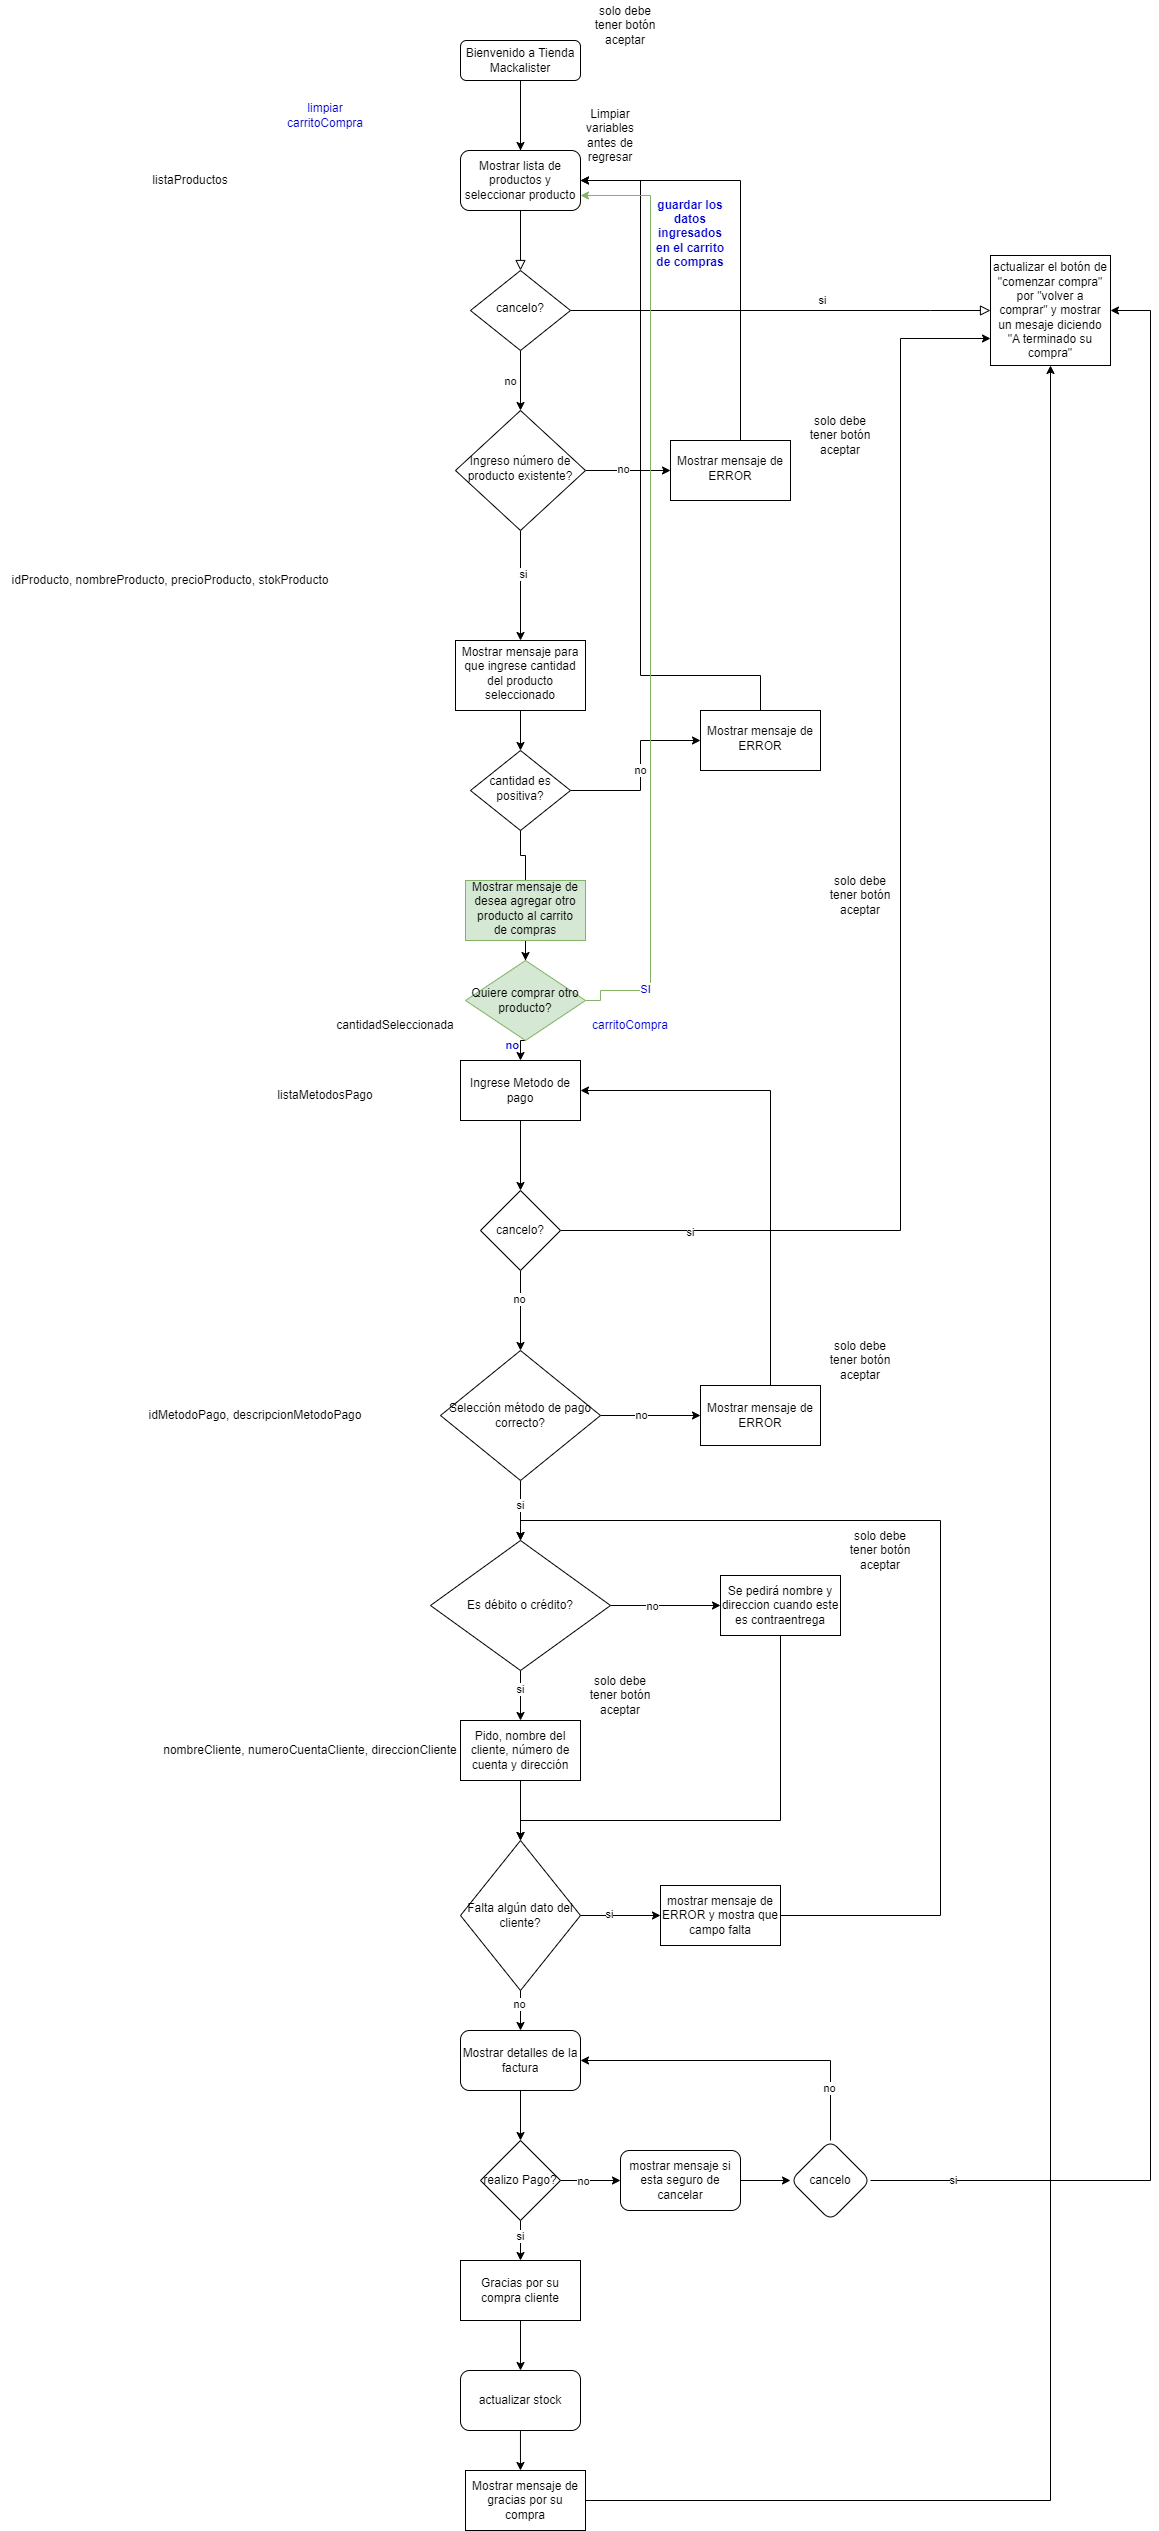 solo debe
tener botón
aceptar
Bienvenido a Tienda
Mackalister
limpiar
carritoCompra
Limpiar
variables
antes de
regresar
listaProductos
Mostrar lista de
productos y
seleccionar producto
guardar los
datos
ingresados
en el carrito
de compras
cancelo?
si
actualizar el botón de
"comenzar compra"
por "volver a
comprar" y mostrar
un mesaje diciendo
"A terminado su
compra"
no
solo debe
tener botón
aceptar
Ingreso número de
producto existente?
no
Mostrar mensaje de
ERROR
si
idProducto, nombreProducto, precioProducto, stokProducto
Mostrar mensaje para
que ingrese cantidad
del producto
seleccionado
Mostrar mensaje de
ERROR
no
cantidad es
positiva?
Mostrar mensaje de
desea agregar otro
producto al carrito
de compras
solo debe
tener botón
aceptar
Quiere comprar otro
producto?
SI
cantidadSeleccionada
carritoCompra
no
listaMetodosPago
Ingrese Metodo de
pago
cancelo?
si
no
solo debe
tener botón
aceptar
idMetodoPago, descripcionMetodoPago
Selección método de pago
correcto?
no
Mostrar mensaje de
ERROR
si
solo debe
tener botón
aceptar
Es débito o crédito?
no
Se pedirá nombre y
direccion cuando este
es contraentrega
si
solo debe
tener botón
aceptar
nombreCliente, numeroCuentaCliente, direccionCliente
Pido, nombre del
cliente, número de
cuenta y dirección
Falta algún dato del
cliente?
si
mostrar mensaje de
ERROR y mostra que
campo falta
no
Mostrar detalles de la
factura
no
realizo Pago?
no
mostrar mensaje si
esta seguro de
cancelar
cancelo
si
si
Gracias por su
compra cliente
actualizar stock
Mostrar mensaje de
gracias por su
compra